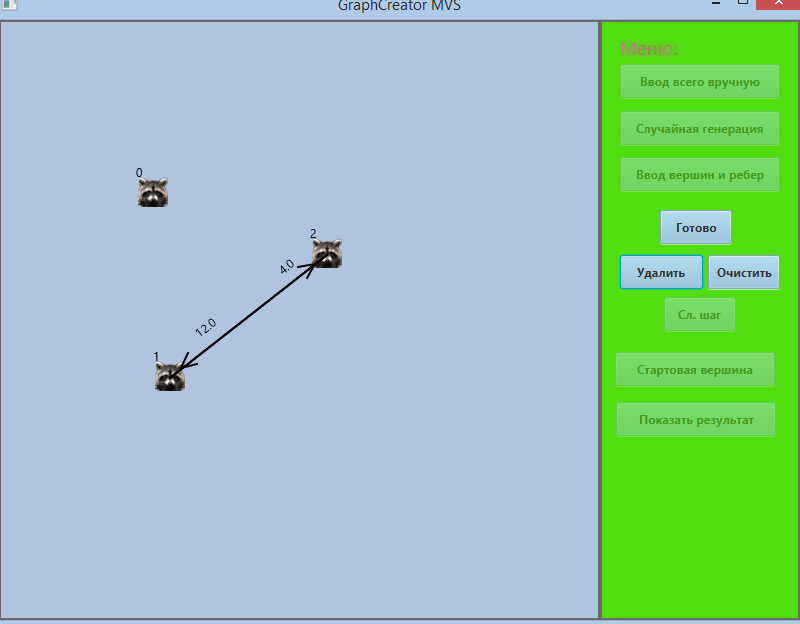 GraphCreator MVS
Меню:
Ввод всего вручную
Случайная генерация
Ввод вершин и ребер
Готово
Удалить
Очистить
Сл. шаг
Стартовая вершина
Показать результат
0
2
4.0
12.0
1